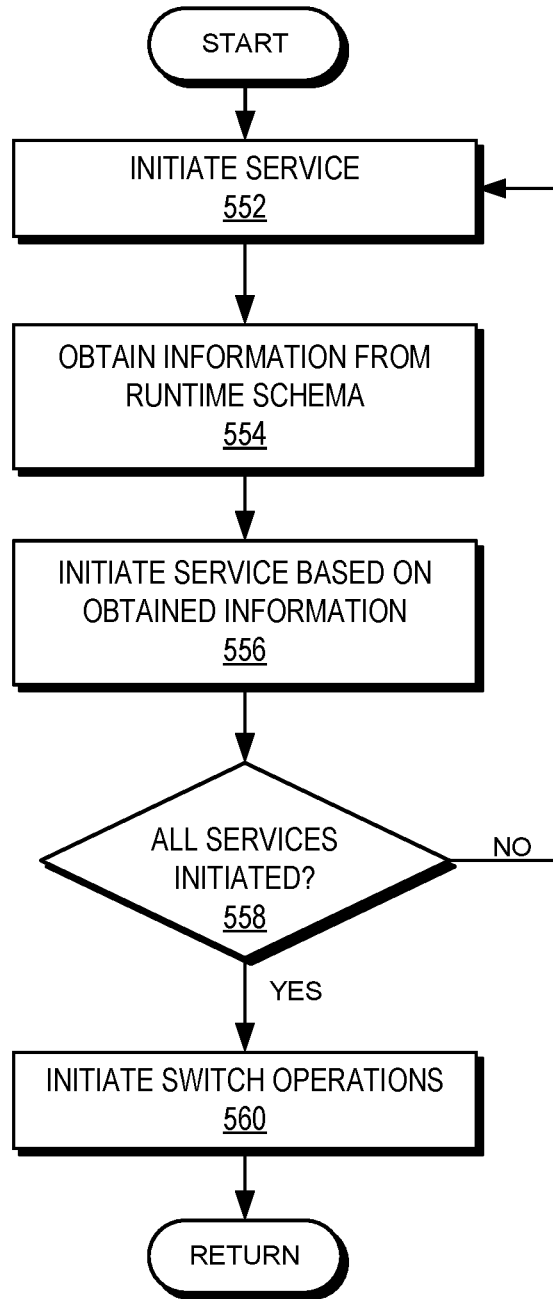 START
INITIATE SERVICE
552
OBTAIN INFORMATION FROM
RUNTIME SCHEMA
554
INITIATE SERVICE BASED ON
OBTAINED INFORMATION
556
ALL SERVICES
INITIATED?
558
NO
YES
INITIATE SWITCH OPERATIONS
560
RETURN